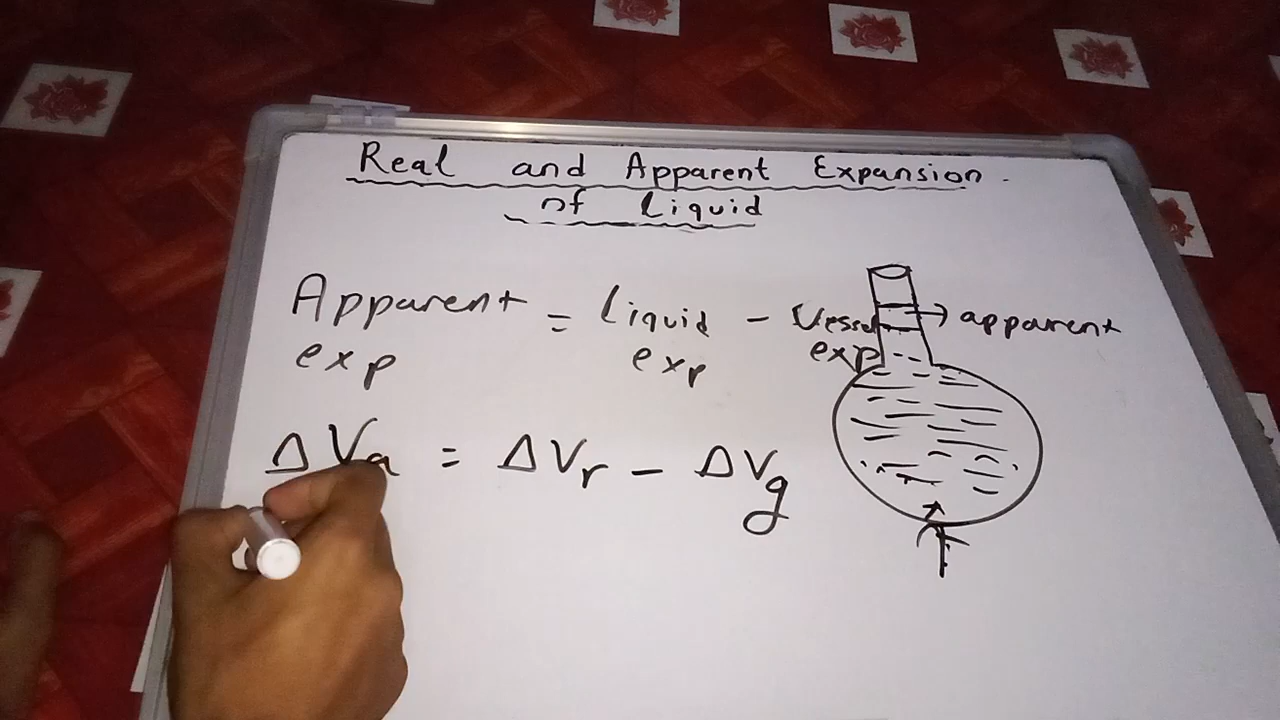 Real and Apparent Expansion.
of Liquid
Apparent = Liquid - Vessel
exp exp exp
apparent
ΔVa = ΔVr - ΔVg